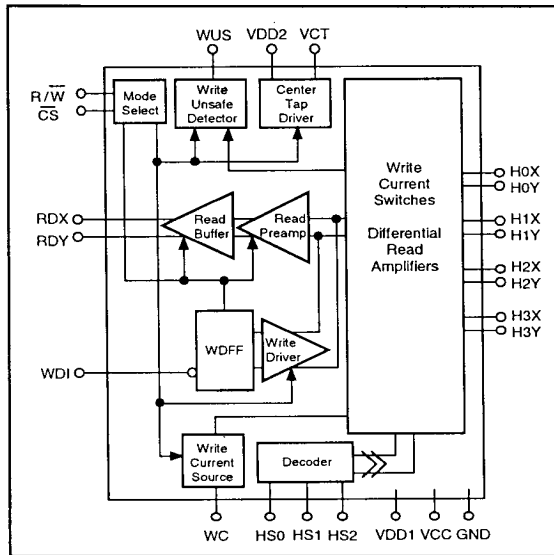 WUS VDD2 VCT
R/W̅
C̅S̅
Mode
Select
Write
Unsafe
Detector
Center
Tap
Driver
Write
Current
Switches
Differential
Read
Amplifiers
H0X
H0Y
H1X
H1Y
H2X
H2Y
H3X
H3Y
RDX
RDY
Read
Buffer
Read
Preamp
WDI
WDFF
Write
Driver
Write
Current
Source
Decoder
WC HS0 HS1 HS2 VDD1 VCC GND